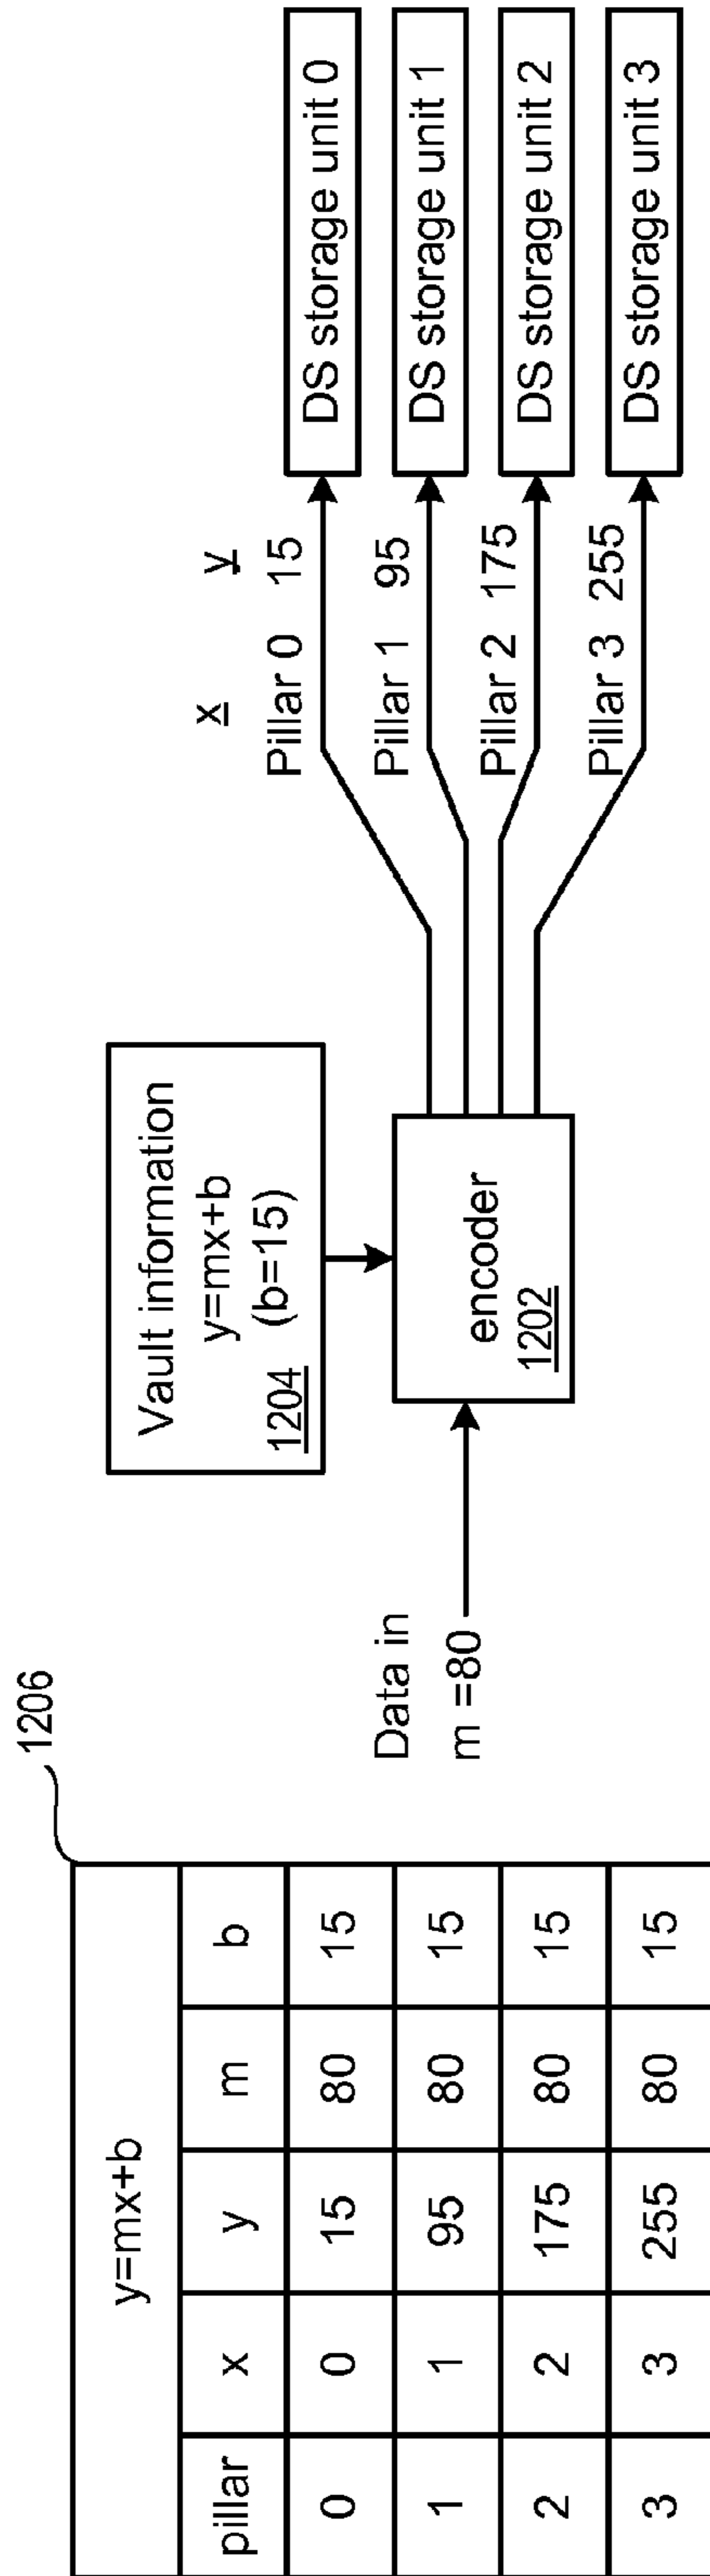 1206
y=mx+b
pillar x y m b
0 0 15 80 15
1 1 95 80 15
2 2 175 80 15
3 3 255 80 15
Data in
m =80
Vault information
y=mx+b
(b=15)
1204
encoder
1202
x y
Pillar 0 15
Pillar 1 95
Pillar 2 175
Pillar 3 255
DS storage unit 0
DS storage unit 1
DS storage unit 2
DS storage unit 3